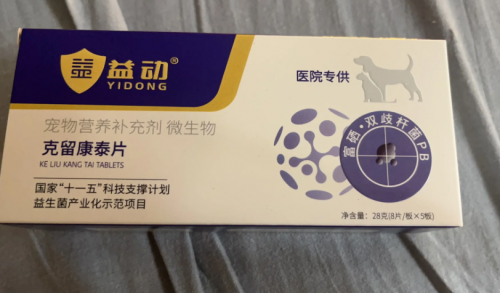 益动®
YIDONG
医院专供
宠物营养补充剂 微生物
克留康泰片
KE LIU KANG TAI TABLETS
富硒·双歧杆菌PB
国家“十一五”科技支撑计划
益生菌产业化示范项目
净含量：28克(8片/板×5板)